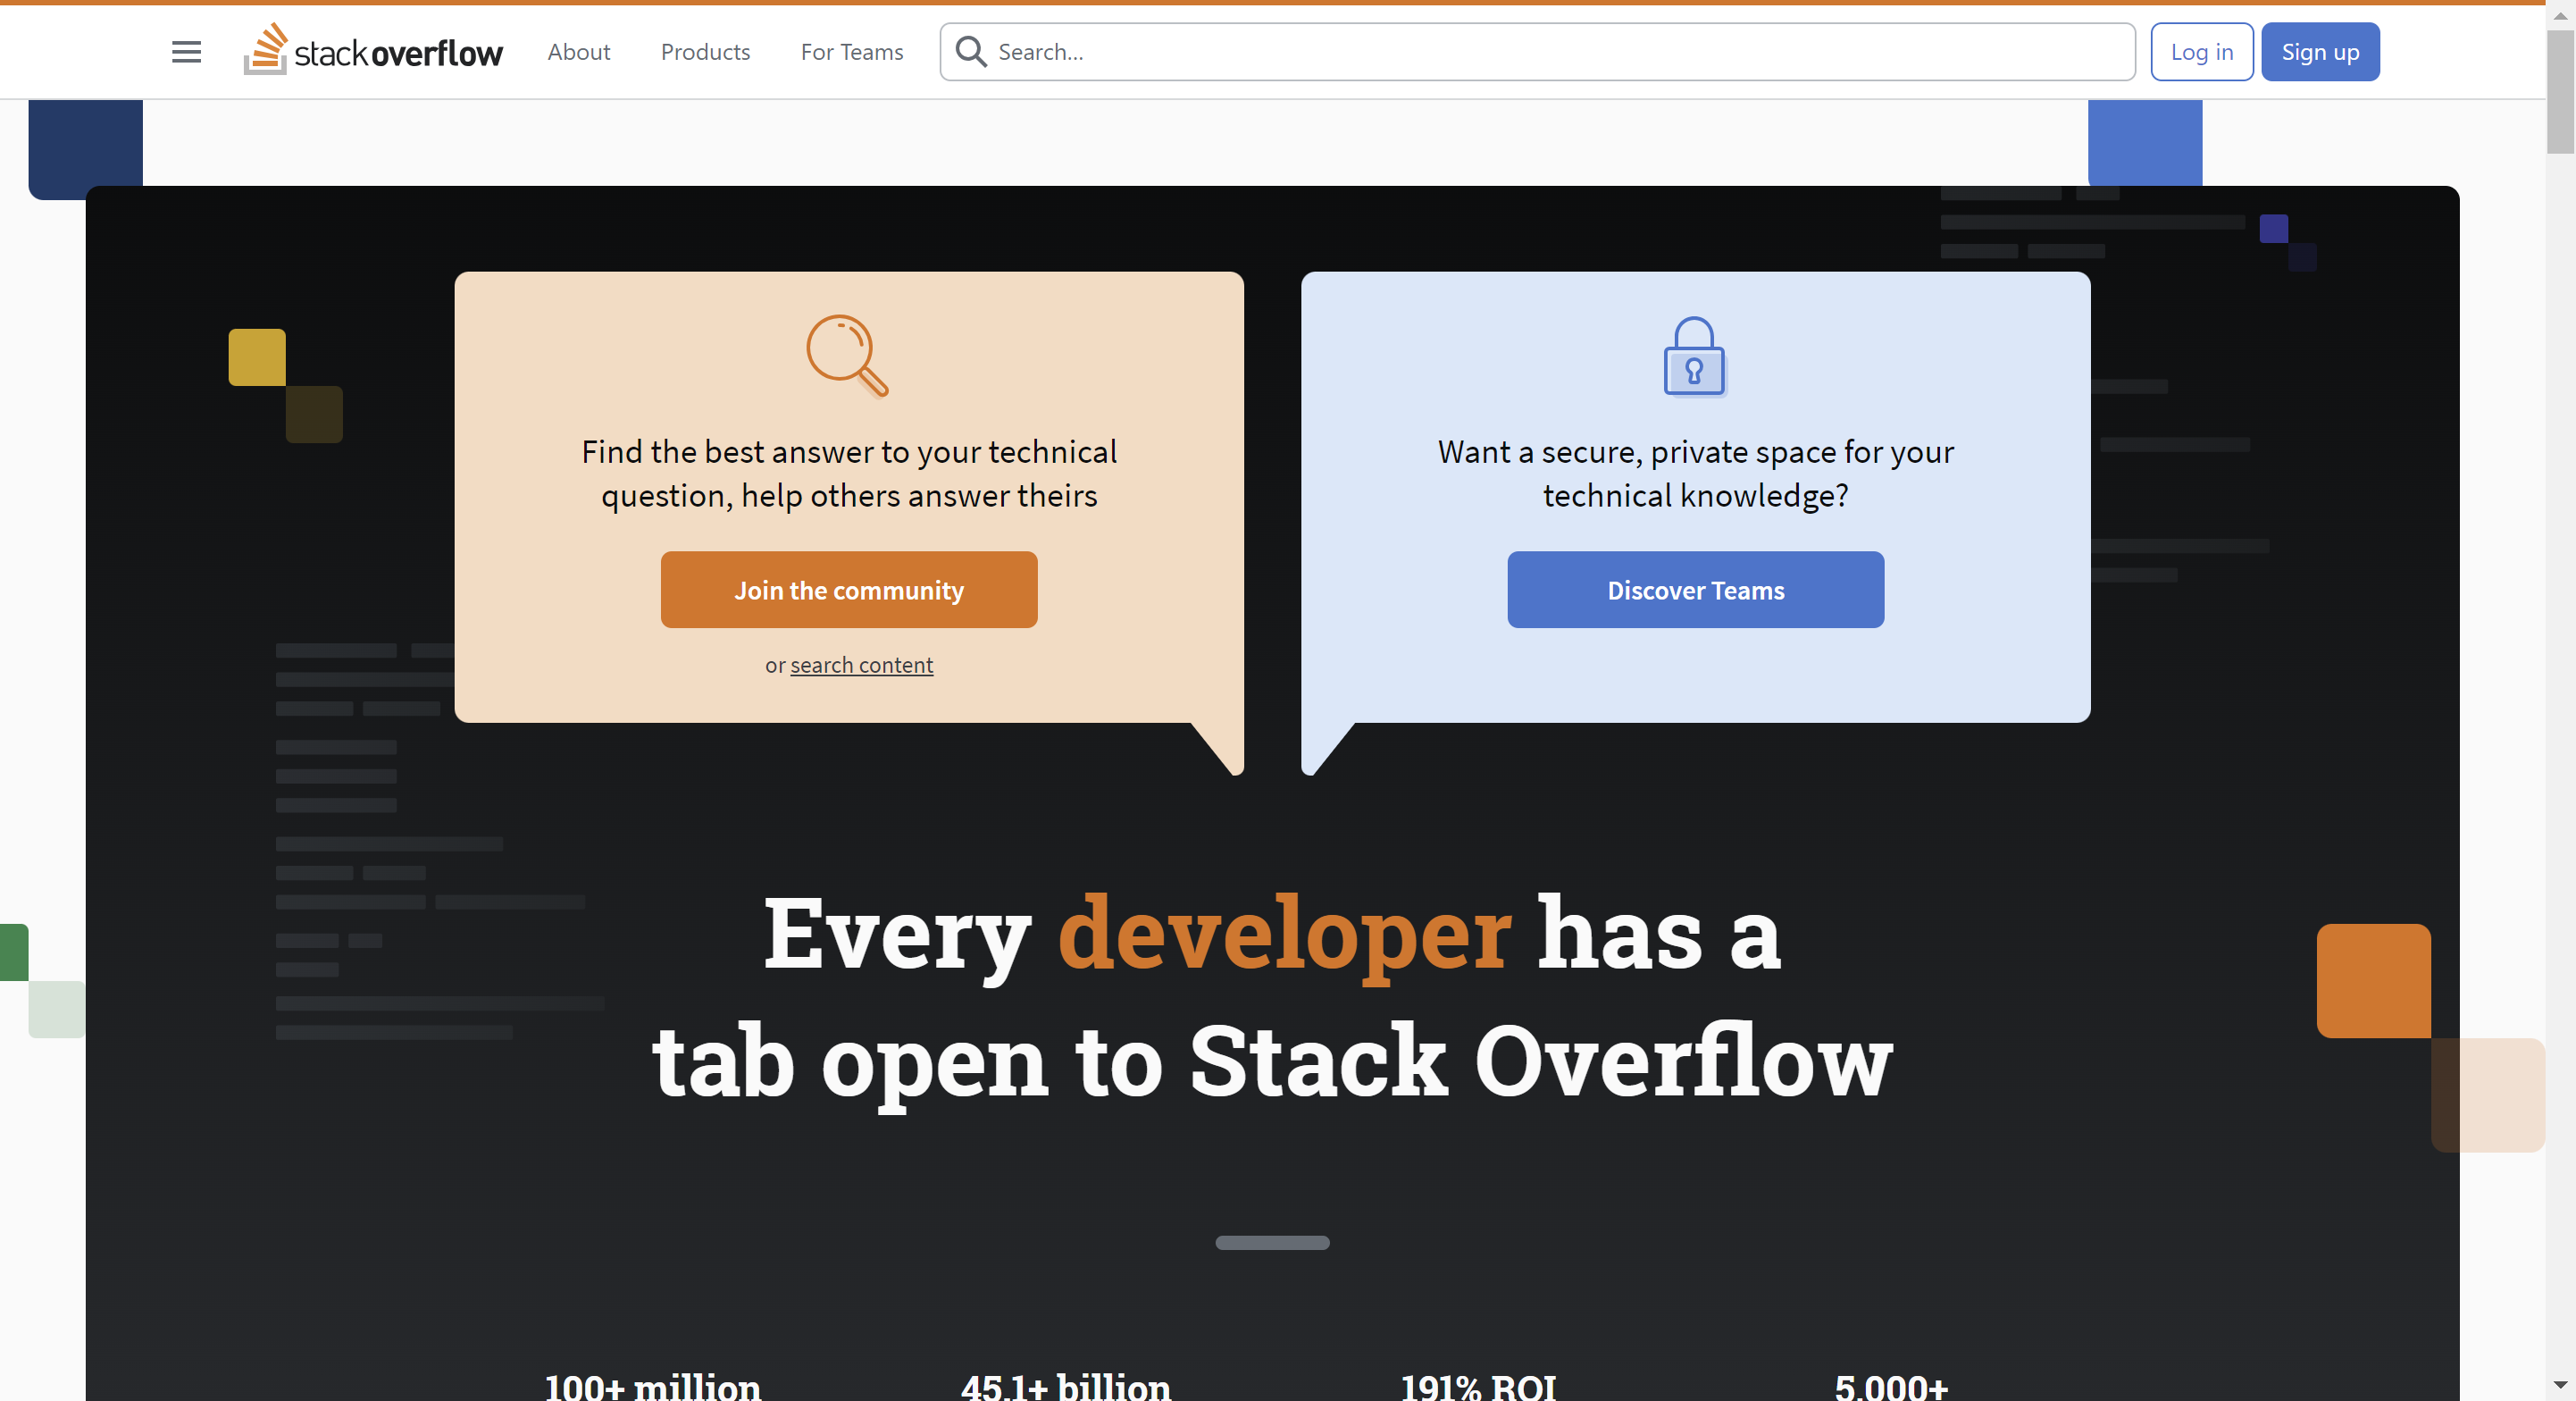 stackoverflow
About
Products
For Teams
Search...
Log in
Sign up
Find the best answer to your technical
question, help others answer theirs
Join the community
or search content
Want a secure, private space for your
technical knowledge?
Discover Teams
Every developer has a
tab open to Stack Overflow
100+ million
45.1+ billion
191% ROI
5,000+